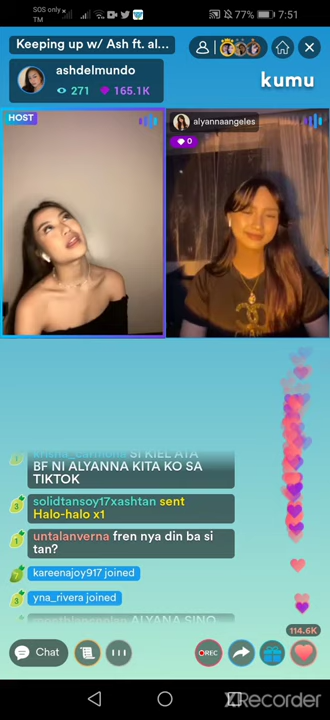 SOS only
TM
77% 7:51
Keeping up w/ Ash ft. al...
ashdelmundo
271 165.1K
kumu
HOST
alyannaangeles
0
SI KIEL ATA
BF NI ALYANNA KITA KO SA
TIKTOK
solidtansoy17xashtan sent
Halo-halo x1
untalanverna fren nya din ba si
tan?
kareenajoy917 joined
yna_rivera joined
ALYANA SINO
114.6K
Chat
REC
XRecorder